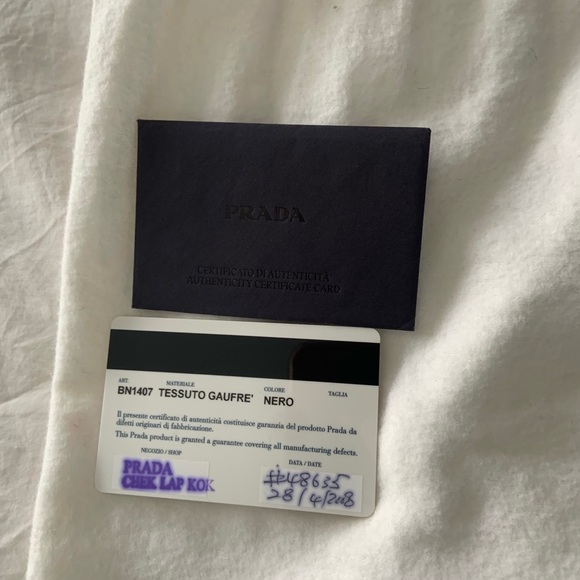 PRADA
CERTIFICATO DI AUTENTICITÀ
AUTHENTICITY CERTIFICATE CARD
ART. MATERIALE COLORE TAGLIA
BN1407 TESSUTO GAUFRE' NERO
Il presente certificato di autenticità costituisce garanzia del prodotto Prada da
difetti originari di fabbricazione.
This Prada product is granted a guarantee covering all manufacturing defects.
NEGOZIO / SHOP DATA / DATE
PRADA
CHEK LAP KOK
#48635
28/4/2008